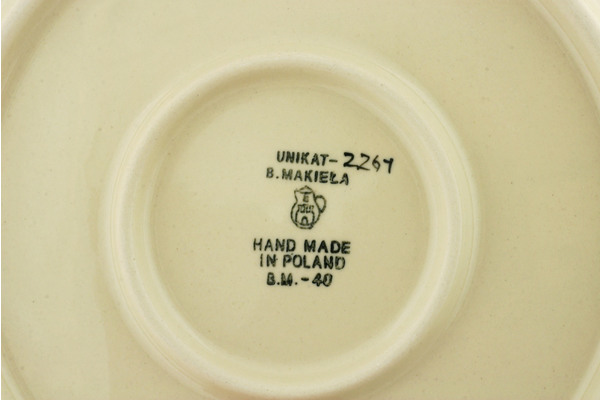 UNIKAT-2264
B.MAKIEŁA
HAND MADE
IN POLAND
B.M.-40